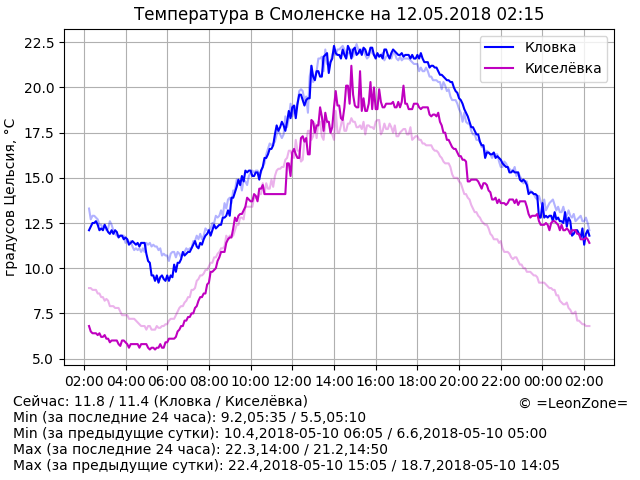 Температура в Смоленске на 12.05.2018 02:15
градусов Цельсия, °C
22.5
20.0
17.5
15.0
12.5
10.0
7.5
5.0
Кловка
Киселёвка
02:00 04:00 06:00 08:00 10:00 12:00 14:00 16:00 18:00 20:00 22:00 00:00 02:00
Сейчас: 11.8 / 11.4 (Кловка / Киселёвка)
© =LeonZone=
Min (за последние 24 часа): 9.2,05:35 / 5.5,05:10
Min (за предыдущие сутки): 10.4,2018-05-10 06:05 / 6.6,2018-05-10 05:00
Max (за последние 24 часа): 22.3,14:00 / 21.2,14:50
Max (за предыдущие сутки): 22.4,2018-05-10 15:05 / 18.7,2018-05-10 14:05